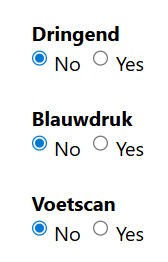 Dringend
No Yes
Blauwdruk
No Yes
Voetscan
No Yes